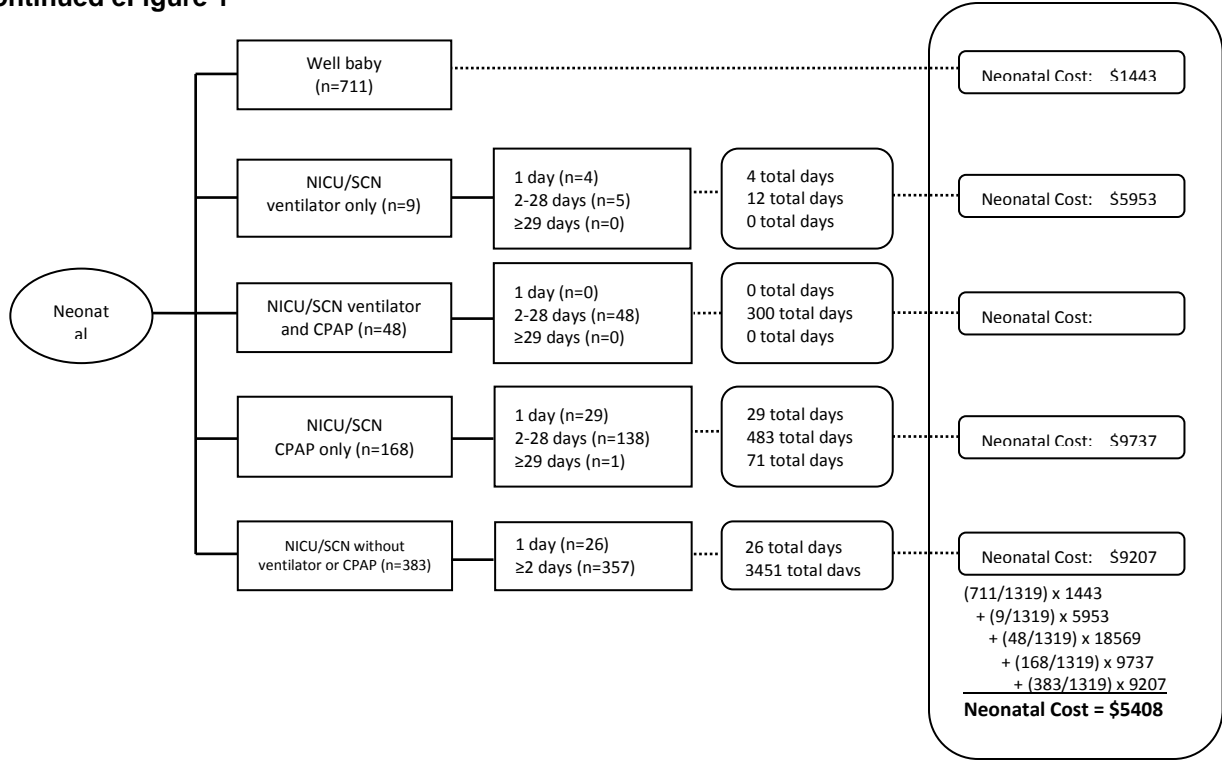 ontinued eFigure 1
Well baby
(n=711)
Neonatal Cost: $1443
NICU/SCN
ventilator only (n=9)
1 day (n=4)
2-28 days (n=5)
≥29 days (n=0)
4 total days
12 total days
0 total days
Neonatal Cost: $5953
Neonat
al
NICU/SCN ventilator
and CPAP (n=48)
1 day (n=0)
2-28 days (n=48)
≥29 days (n=0)
0 total days
300 total days
0 total days
Neonatal Cost:
NICU/SCN
CPAP only (n=168)
1 day (n=29)
2-28 days (n=138)
≥29 days (n=1)
29 total days
483 total days
71 total days
Neonatal Cost: $9737
NICU/SCN without
ventilator or CPAP (n=383)
1 day (n=26)
≥2 days (n=357)
26 total days
3451 total days
Neonatal Cost: $9207
(711/1319) x 1443
+ (9/1319) x 5953
+ (48/1319) x 18569
+ (168/1319) x 9737
+ (383/1319) x 9207
Neonatal Cost = $5408